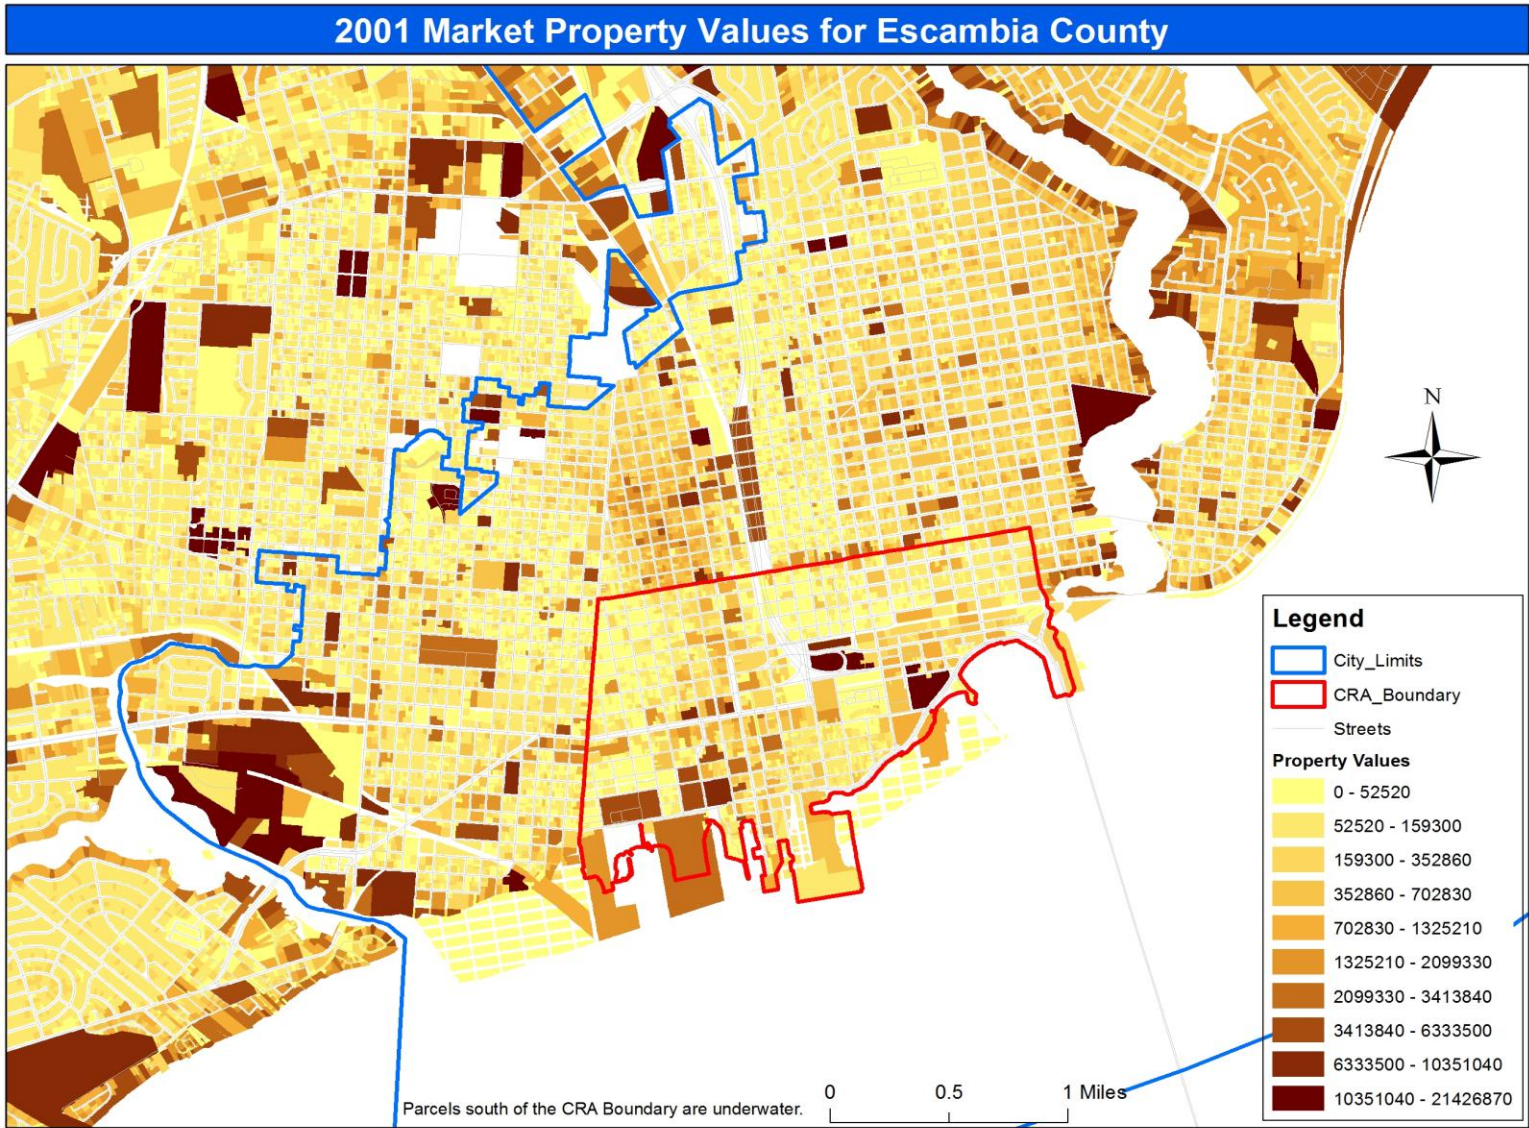 2001 Market Property Values for Escambia County
N
Legend
City_Limits
CRA_Boundary
Streets
Property Values
0 - 52520
52520 - 159300
159300 - 352860
352860 - 702830
702830 - 1325210
1325210 - 2099330
2099330 - 3413840
3413840 - 6333500
6333500 - 10351040
10351040 - 21426870
0 0.5 1 Miles
Parcels south of the CRA Boundary are underwater.